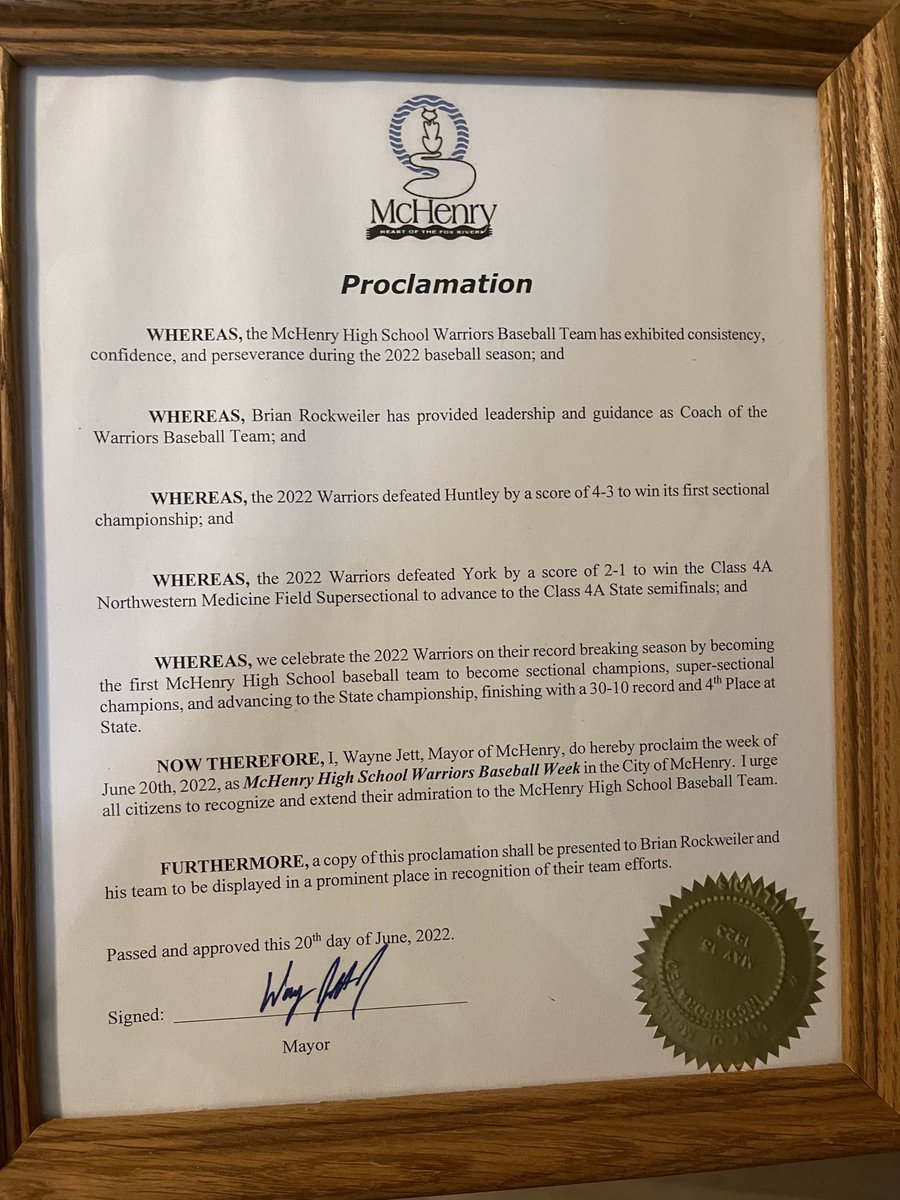 McHenry
HEART OF THE FOX RIVER
Proclamation
WHEREAS, the McHenry High School Warriors Baseball Team has exhibited consistency,
confidence, and perseverance during the 2022 baseball season; and
WHEREAS, Brian Rockweiler has provided leadership and guidance as Coach of the
Warriors Baseball Team; and
WHEREAS, the 2022 Warriors defeated Huntley by a score of 4-3 to win its first sectional
championship; and
WHEREAS, the 2022 Warriors defeated York by a score of 2-1 to win the Class 4A
Northwestern Medicine Field Supersectional to advance to the Class 4A State semifinals; and
WHEREAS, we celebrate the 2022 Warriors on their record breaking season by becoming
the first McHenry High School baseball team to become sectional champions, super-sectional
champions, and advancing to the State championship, finishing with a 30-10 record and 4th Place at
State.
NOW THEREFORE, I, Wayne Jett, Mayor of McHenry, do hereby proclaim the week of
June 20th, 2022, as McHenry High School Warriors Baseball Week in the City of McHenry. I urge
all citizens to recognize and extend their admiration to the McHenry High School Baseball Team.
FURTHERMORE, a copy of this proclamation shall be presented to Brian Rockweiler and
his team to be displayed in a prominent place in recognition of their team efforts.
Passed and approved this 20th day of June, 2022.
Signed:
Mayor
ILLINOIS
MAY 15
1923
INCORPORATED
CITY OF